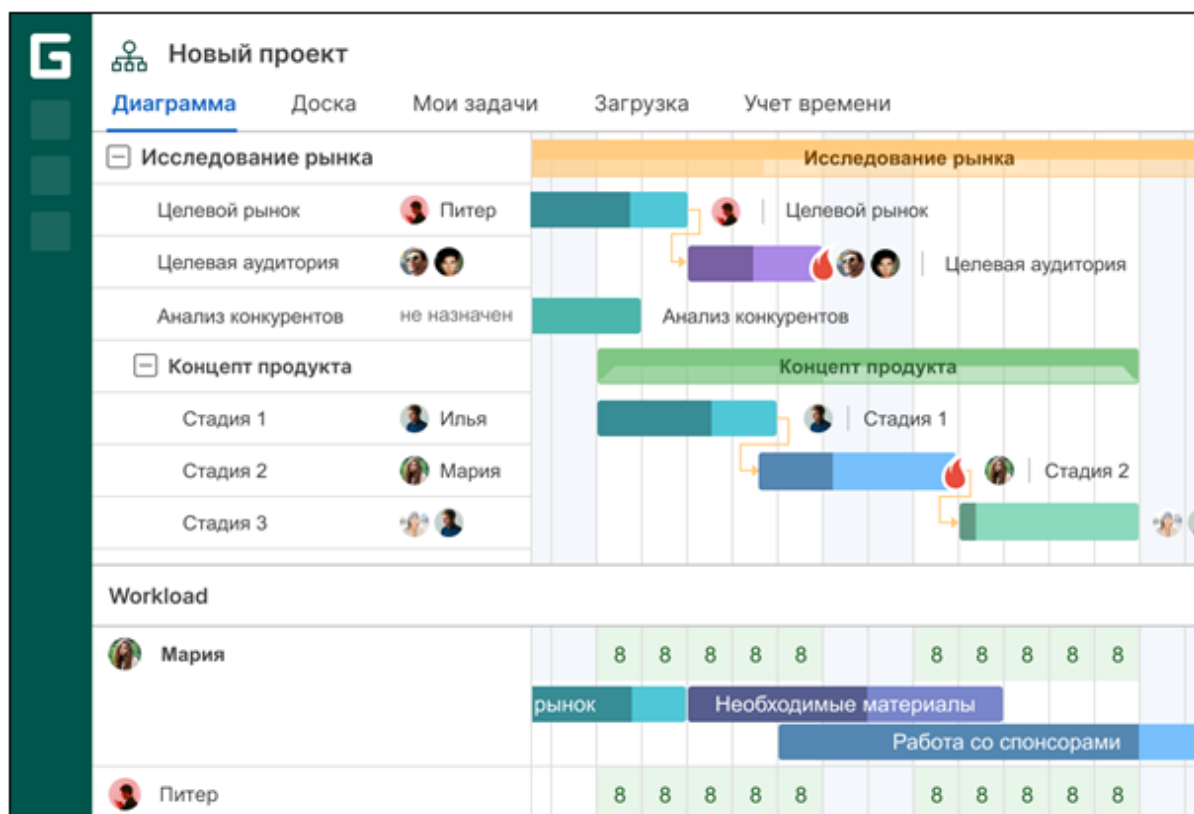 G
Новый проект
Диаграмма Доска Мои задачи Загрузка Учет времени
Исследование рынка Исследование рынка
Целевой рынок Питер Целевой рынок
Целевая аудитория Целевая аудитория
Анализ конкурентов не назначен Анализ конкурентов
Концепт продукта Концепт продукта
Стадия 1 Илья Стадия 1
Стадия 2 Мария Стадия 2
Стадия 3
Workload
Мария 8 8 8 8 8 8 8 8 8 8
рынок Необходимые материалы
Работа со спонсорами
Питер 8 8 8 8 8 8 8 8 8 8